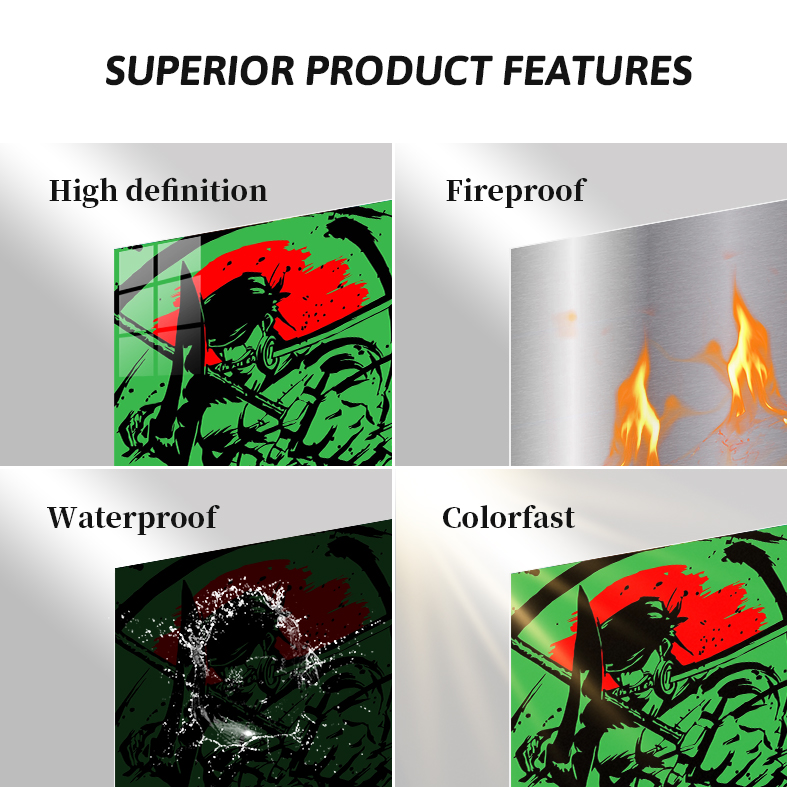 SUPERIOR PRODUCT FEATURES
High definition
Fireproof
Waterproof
Colorfast